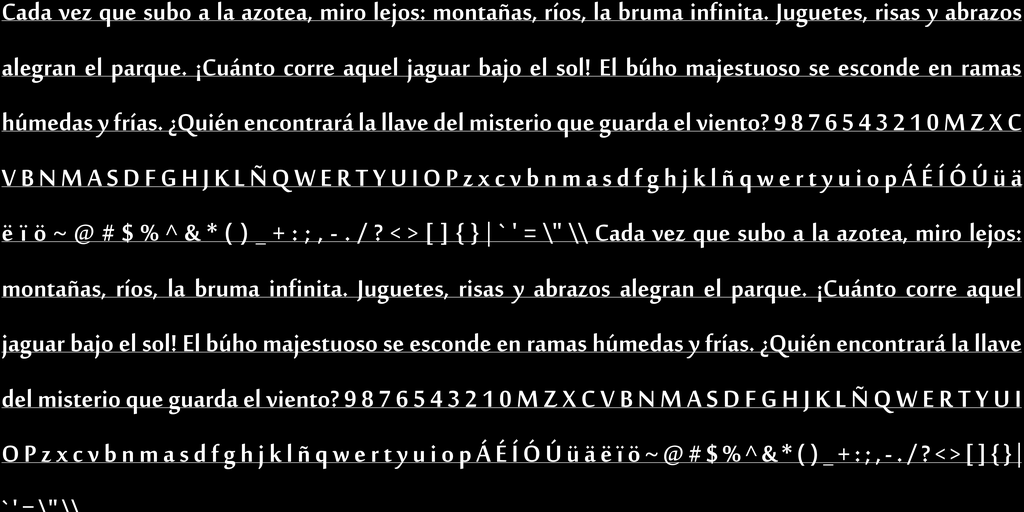 Cada vez que subo a la azotea, miro lejos: montañas, ríos, la bruma infinita. Juguetes, risas y abrazos
alegran el parque. ¡Cuánto corre aquel jaguar bajo el sol! El búho majestuoso se esconde en ramas
húmedas y frías. ¿Quién encontrará la llave del misterio que guarda el viento? 9 8 7 6 5 4 3 2 1 0 M Z X C
V B N M A S D F G H J K L Ñ Q W E R T Y U I O P z x c v b n m a s d f g h j k l ñ q w e r t y u i o p Á É Í Ó Ú ü ä
ë ï ö ~ @ # $ % ^ & * ( ) _ + : ; , - . / ? < > [ ] { } | ` ' = \" \\ Cada vez que subo a la azotea, miro lejos:
montañas, ríos, la bruma infinita. Juguetes, risas y abrazos alegran el parque. ¡Cuánto corre aquel
jaguar bajo el sol! El búho majestuoso se esconde en ramas húmedas y frías. ¿Quién encontrará la llave
del misterio que guarda el viento? 9 8 7 6 5 4 3 2 1 0 M Z X C V B N M A S D F G H J K L Ñ Q W E R T Y U I
O P z x c v b n m a s d f g h j k l ñ q w e r t y u i o p Á É Í Ó Ú ü ä ë ï ö ~ @ # $ % ^ & * ( ) _ + : ; , - . / ? < > [ ] { } |
` ' = \" \\